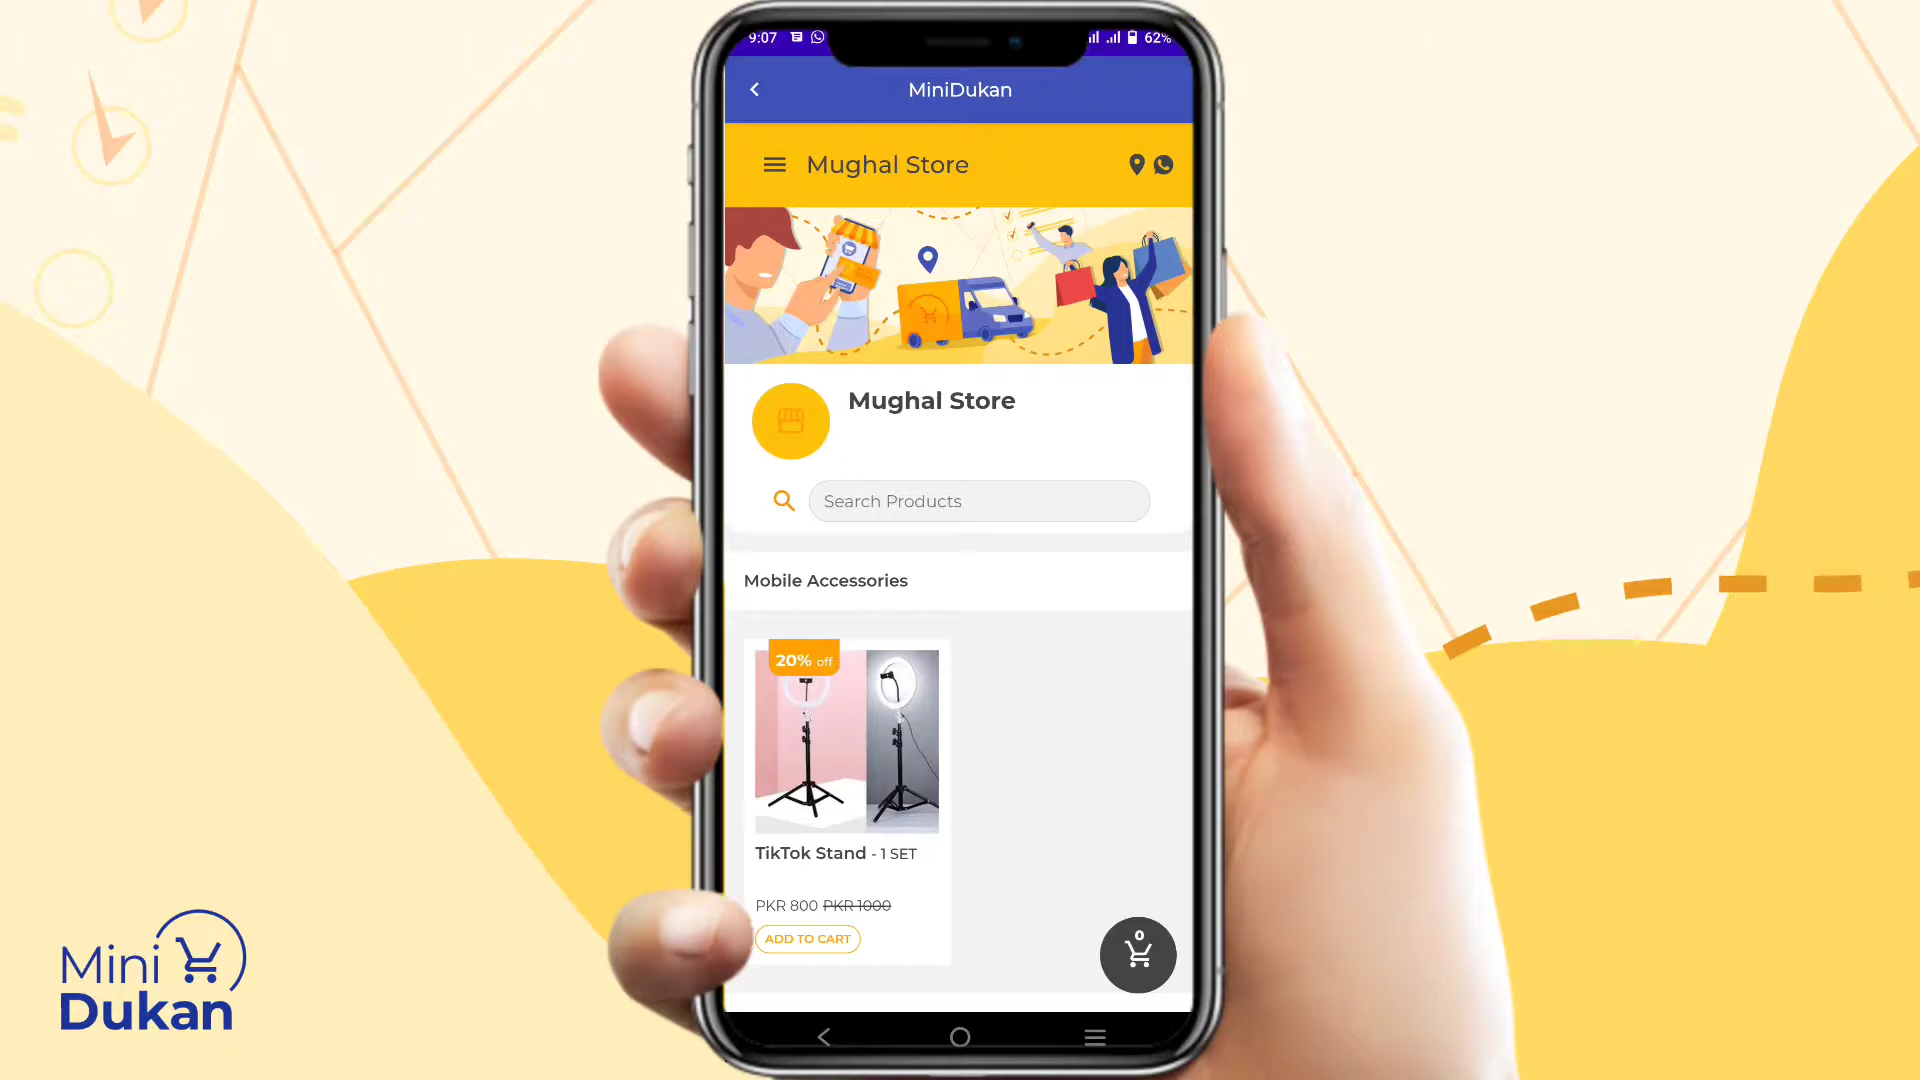 9:07 62%
MiniDukan
Mughal Store
Mughal Store
Search Products
Mobile Accessories
20% off
TikTok Stand - 1 SET
PKR 800 PKR 1000
ADD TO CART
0
Mini
Dukan